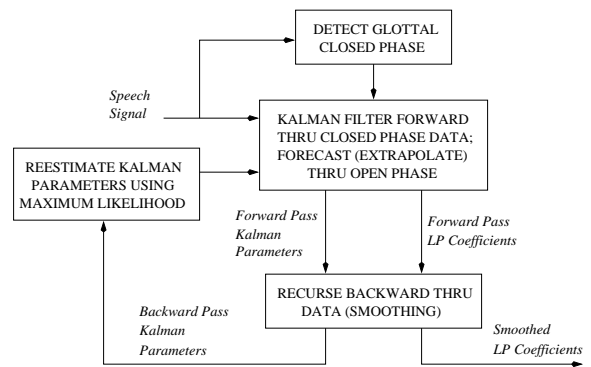 DETECT GLOTTAL
CLOSED PHASE
Speech
Signal
KALMAN FILTER FORWARD
THRU CLOSED PHASE DATA;
FORECAST (EXTRAPOLATE)
THRU OPEN PHASE
REESTIMATE KALMAN
PARAMETERS USING
MAXIMUM LIKELIHOOD
Forward Pass
Kalman
Parameters
Forward Pass
LP Coefficients
RECURSE BACKWARD THRU
DATA (SMOOTHING)
Backward Pass
Kalman
Parameters
Smoothed
LP Coefficients